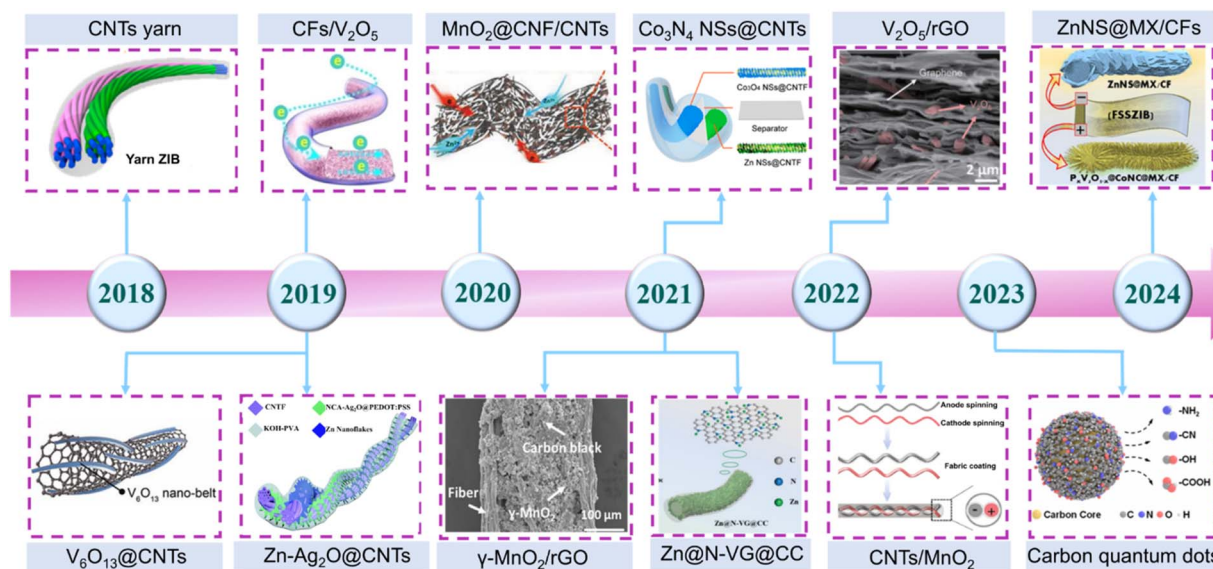 CNTs yarn
CFs/V₂O₅
MnO₂@CNF/CNTs
Co₃N₄ NSs@CNTs
V₂O₅/rGO
ZnNS@MX/CFs
Yarn ZIB
e
e
e
e
e
Zn²⁺
Co₃O₄ NSs@CNTF
Separator
Zn NSs@CNTF
Graphene
V₂O₅
2 μm
ZnNS@MX/CF
−
(FSSZIB)
+
2018
2019
2020
2021
2022
2023
2024
CNTF
NCA-Ag₂O@PEDOT:PSS
KOH-PVA
Zn Nanoflakes
V₆O₁₃ nano-belt
Carbon black
Fiber
γ-MnO₂
100 μm
C
N
Zn
Zn@N-VG@CC
Anode spinning
Cathode spinning
Fabric coating
− +
-NH₂
-CN
-OH
-COOH
Carbon Core C N O H
V₆O₁₃@CNTs
Zn-Ag₂O@CNTs
γ-MnO₂/rGO
Zn@N-VG@CC
CNTs/MnO₂
Carbon quantum dots